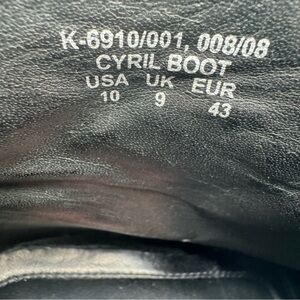 K-6910/001, 008/08
CYRIL BOOT
USA UK EUR
10 9 43